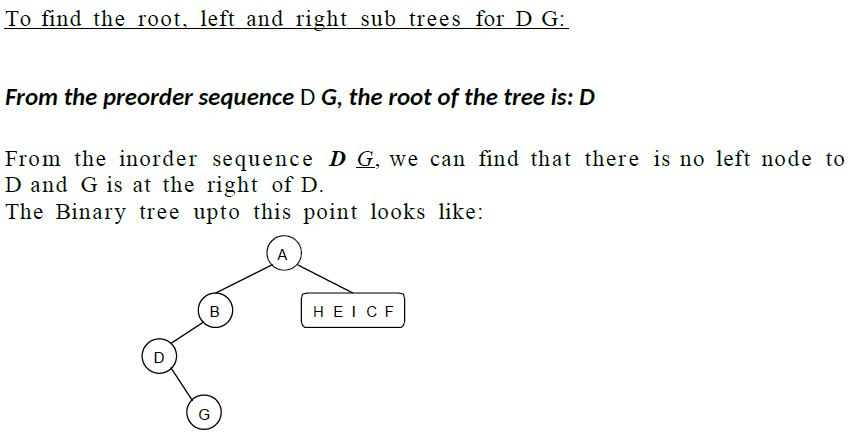 To find the root, left and right sub trees for D G:
From the preorder sequence D G, the root of the tree is: D
From the inorder sequence D G, we can find that there is no left node to
D and G is at the right of D.
The Binary tree upto this point looks like:
A
B
H E I C F
D
G